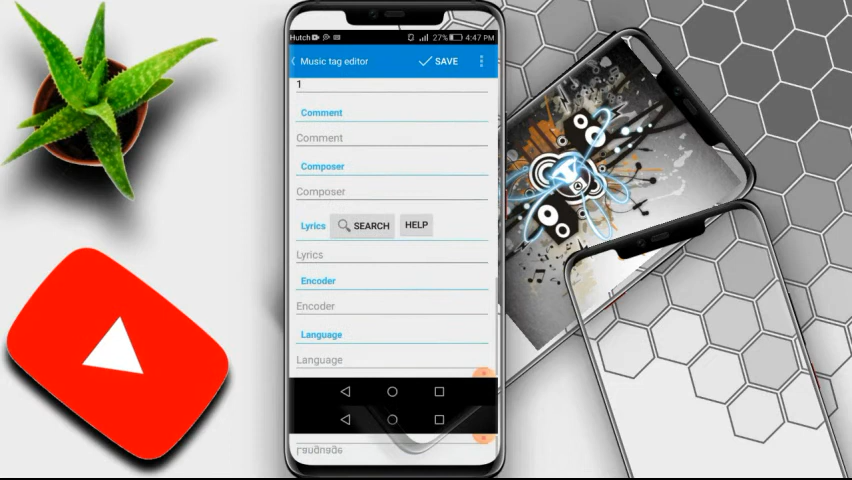 Hutch 27% 4:47 PM
Music tag editor SAVE
1
Comment
Comment
Composer
Composer
Lyrics SEARCH HELP
Lyrics
Encoder
Encoder
Language
Language
Language